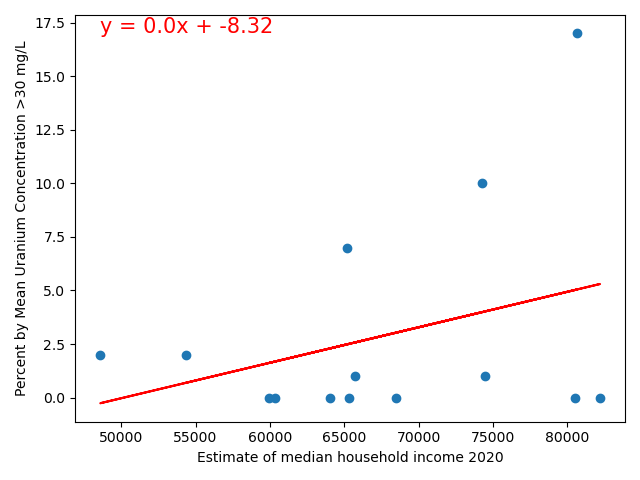 y = 0.0x + -8.32
Percent by Mean Uranium Concentration >30 mg/L
17.5
15.0
12.5
10.0
7.5
5.0
2.5
0.0
50000 55000 60000 65000 70000 75000 80000
Estimate of median household income 2020